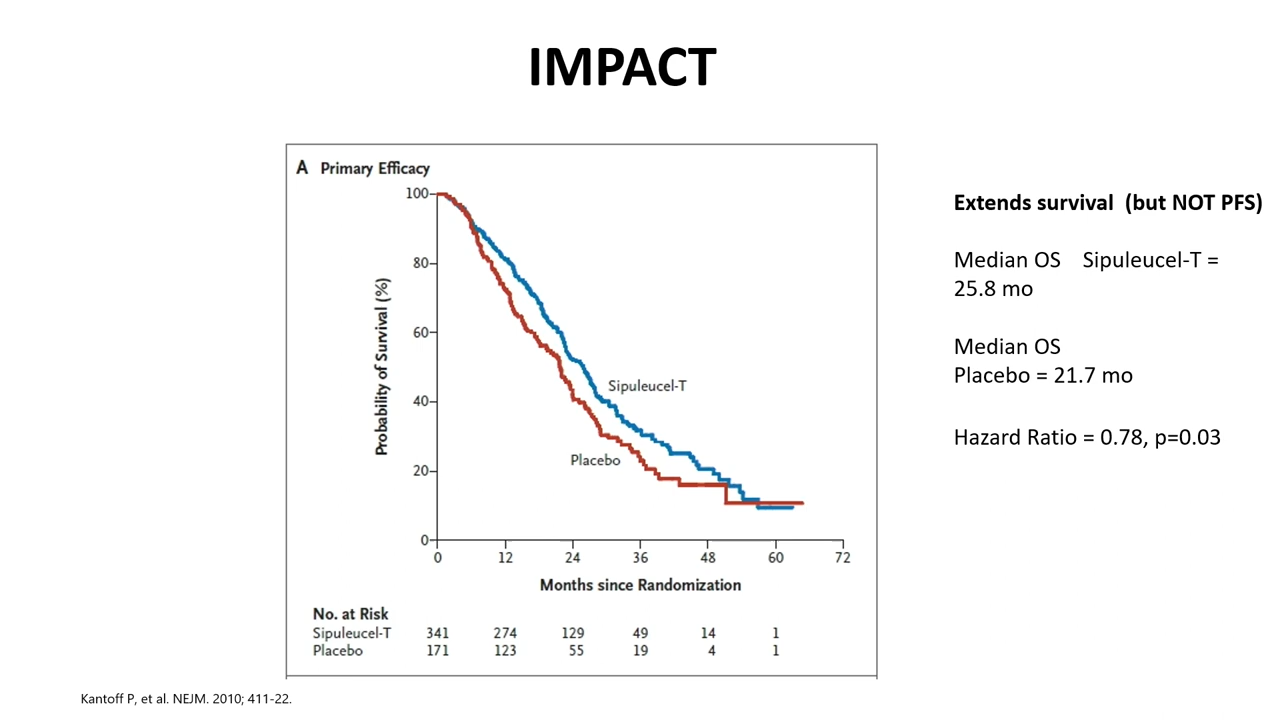 IMPACT
A Primary Efficacy
100
80
60
40
20
0
Probability of Survival (%)
Sipuleucel-T
Placebo
0 12 24 36 48 60 72
Months since Randomization
No. at Risk
Sipuleucel-T 341 274 129 49 14 1
Placebo 171 123 55 19 4 1
Extends survival (but NOT PFS)
Median OS Sipuleucel-T =
25.8 mo
Median OS
Placebo = 21.7 mo
Hazard Ratio = 0.78, p=0.03
Kantoff P, et al. NEJM. 2010; 411-22.